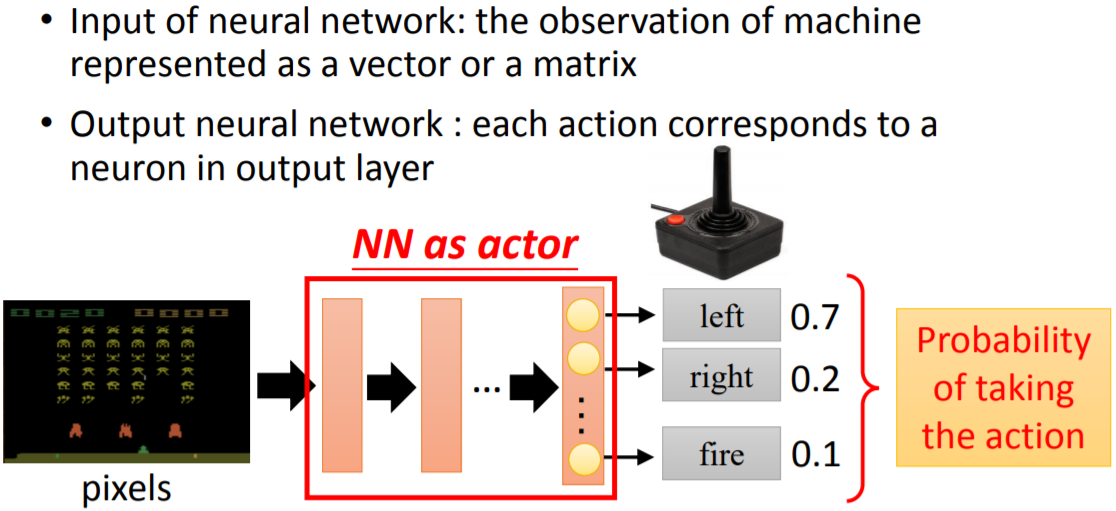 • Input of neural network: the observation of machine
represented as a vector or a matrix
• Output neural network : each action corresponds to a
neuron in output layer
NN as actor
0020 0000
...
left 0.7
right 0.2
fire 0.1
Probability
of taking
the action
pixels